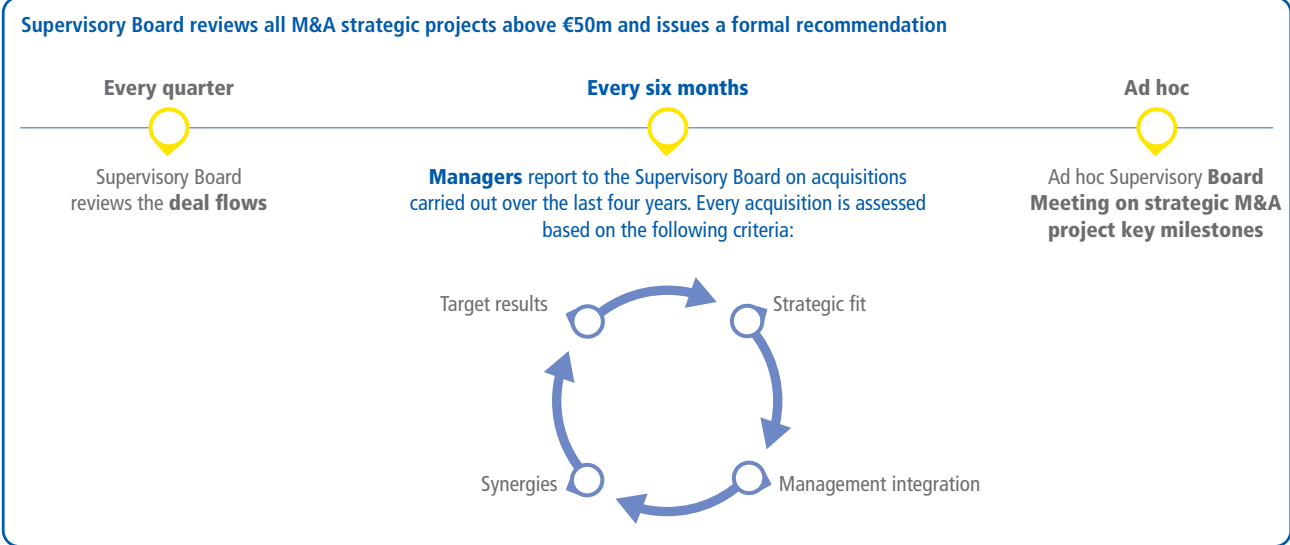 Supervisory Board reviews all M&A strategic projects above €50m and issues a formal recommendation
Every quarter
Supervisory Board
reviews the deal flows
Every six months
Managers report to the Supervisory Board on acquisitions
carried out over the last four years. Every acquisition is assessed
based on the following criteria:
Ad hoc
Ad hoc Supervisory Board
Meeting on strategic M&A
project key milestones
Target results
Strategic fit
Synergies
Management integration